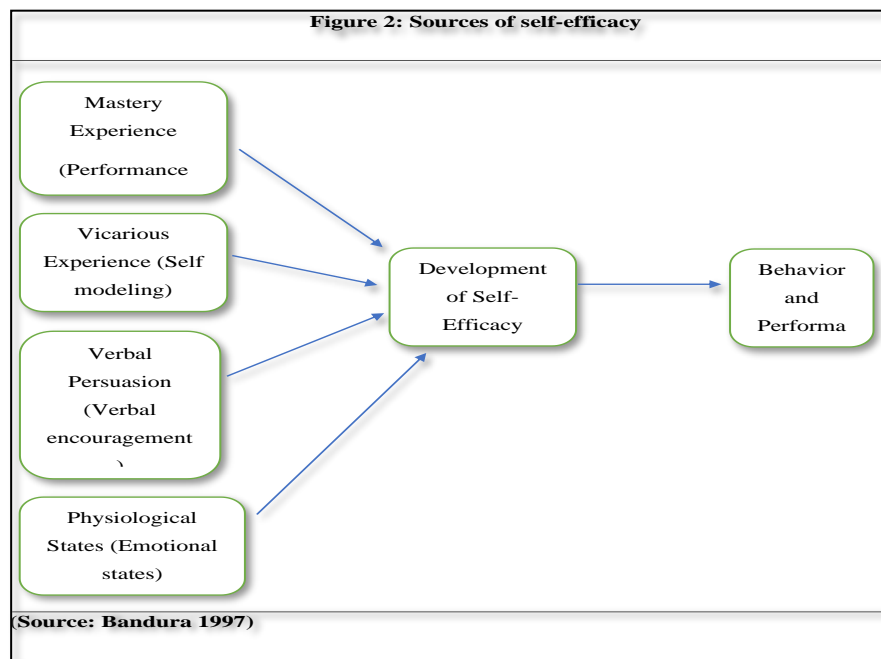 Figure 2: Sources of self-efficacy
Mastery
Experience
(Performance
Vicarious
Experience (Self
modeling)
Verbal
Persuasion
(Verbal
encouragement
)
Physiological
States (Emotional
states)
Development
of Self-
Efficacy
Behavior
and
Performa
(Source: Bandura 1997)